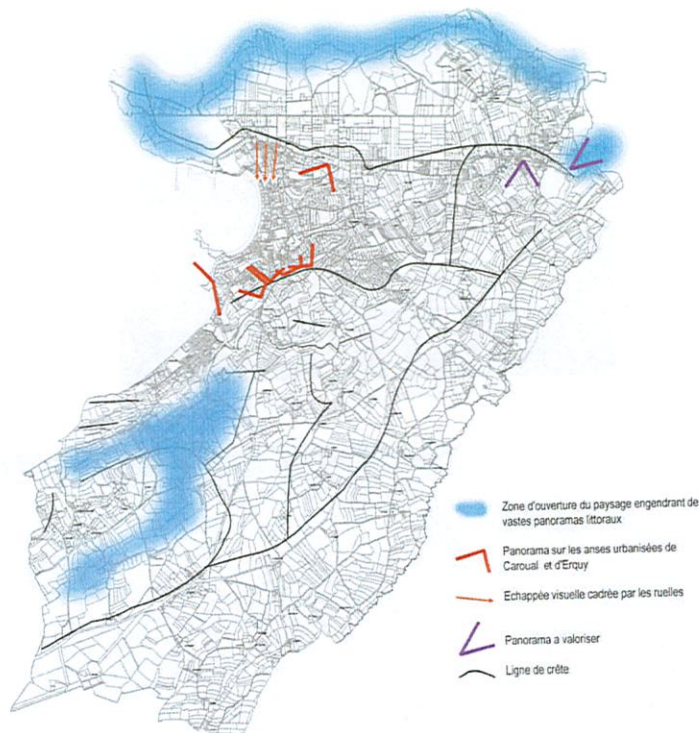 Zone d'ouverture du paysage engendrant de
vastes panoramas littoraux
Panorama sur les anses urbanisées de
Caroual et d'Erquy
Echappée visuelle cadrée par les ruelles
Panorama a valoriser
Ligne de crête